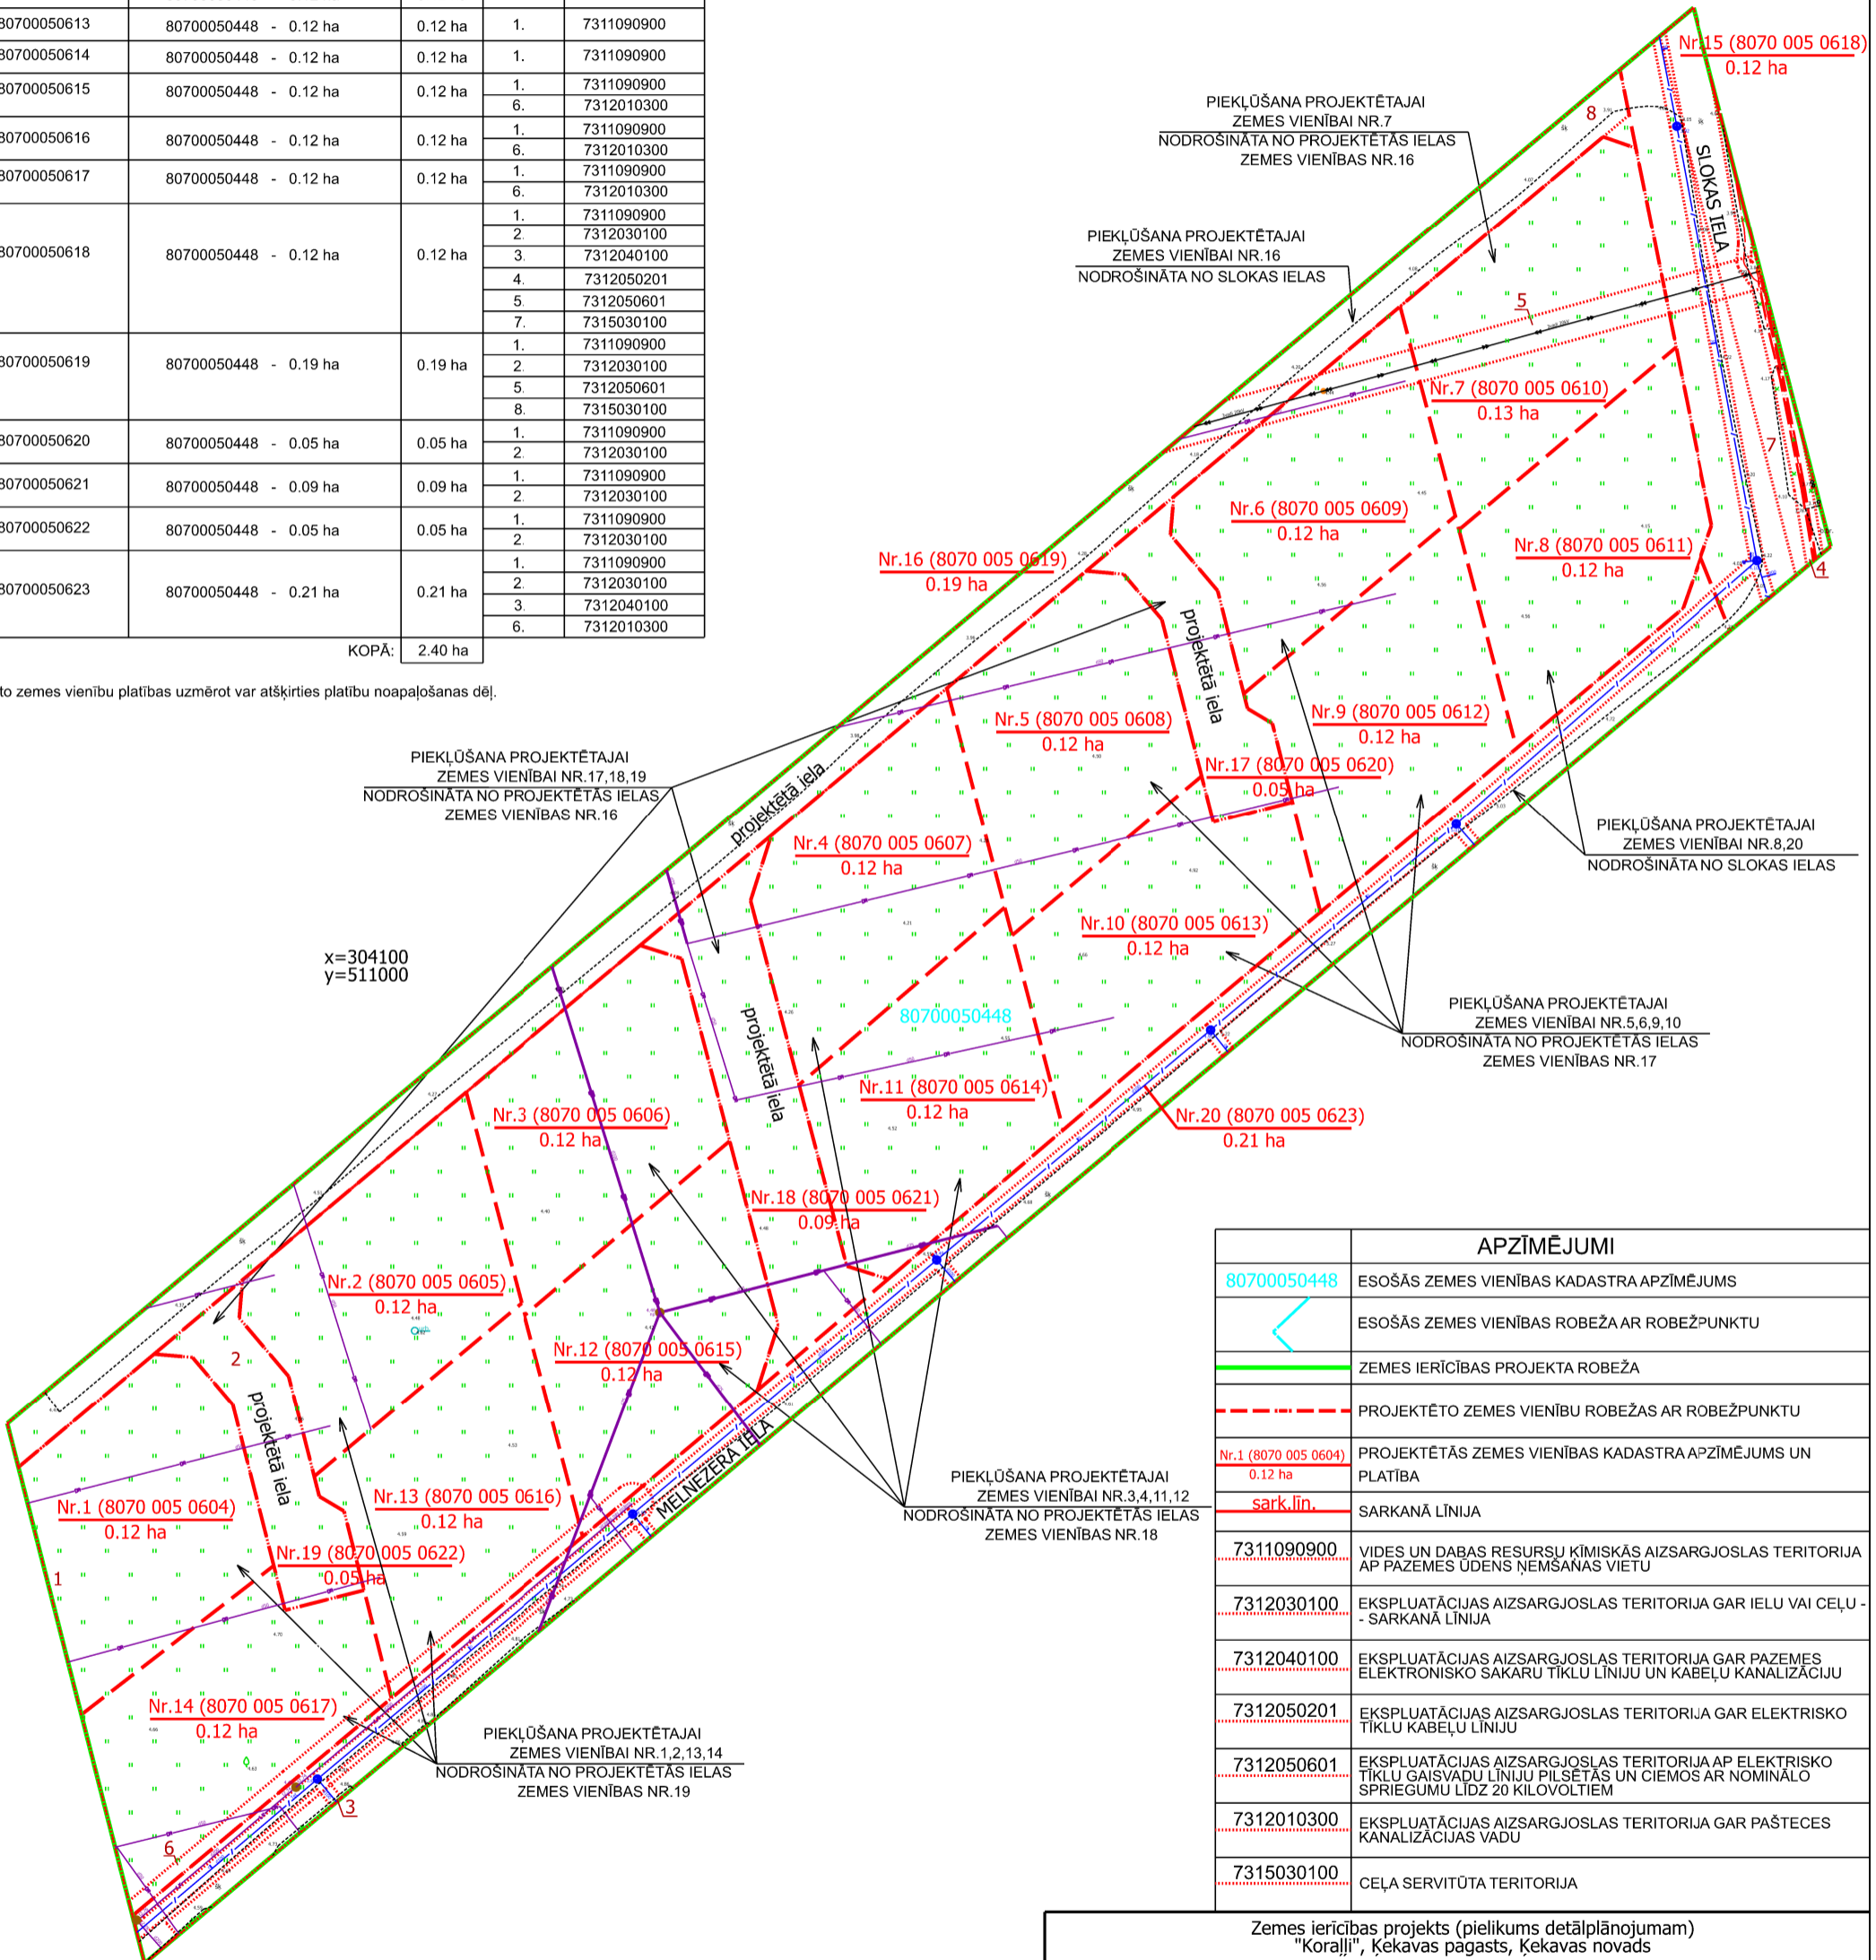 80700050613 80700050448 - 0.12 ha 0.12 ha 1. 7311090900
80700050614 80700050448 - 0.12 ha 0.12 ha 1. 7311090900
80700050615 80700050448 - 0.12 ha 0.12 ha 1. 7311090900
6. 7312010300
80700050616 80700050448 - 0.12 ha 0.12 ha 1. 7311090900
6. 7312010300
80700050617 80700050448 - 0.12 ha 0.12 ha 1. 7311090900
6. 7312010300
80700050618 80700050448 - 0.12 ha 0.12 ha 1. 7311090900
2. 7312030100
3. 7312040100
4. 7312050201
5. 7312050601
7. 7315030100
80700050619 80700050448 - 0.19 ha 0.19 ha 1. 7311090900
2. 7312030100
5. 7312050601
8. 7315030100
80700050620 80700050448 - 0.05 ha 0.05 ha 1. 7311090900
2. 7312030100
80700050621 80700050448 - 0.09 ha 0.09 ha 1. 7311090900
2. 7312030100
80700050622 80700050448 - 0.05 ha 0.05 ha 1. 7311090900
2. 7312030100
80700050623 80700050448 - 0.21 ha 0.21 ha 1. 7311090900
2. 7312030100
3. 7312040100
6. 7312010300
KOPĀ: 2.40 ha
to zemes vienību platības uzmērot var atšķirties platību noapaļošanas dēļ.
Nr.15 (8070 005 0618)
0.12 ha
8
SLOKAS IELA
PIEKĻŪŠANA PROJEKTĒTAJAI
ZEMES VIENĪBAI NR.7
NODROŠINĀTA NO PROJEKTĒTĀS IELAS
ZEMES VIENĪBAS NR.16
PIEKĻŪŠANA PROJEKTĒTAJAI
ZEMES VIENĪBAI NR.16
NODROŠINĀTA NO SLOKAS IELAS
5
Nr.7 (8070 005 0610)
0.13 ha
7
Nr.6 (8070 005 0609)
0.12 ha
Nr.8 (8070 005 0611)
0.12 ha
4
Nr.16 (8070 005 0619)
0.19 ha
projektētā iela
Nr.5 (8070 005 0608)
0.12 ha
Nr.9 (8070 005 0612)
0.12 ha
Nr.17 (8070 005 0620)
0.05 ha
PIEKĻŪŠANA PROJEKTĒTAJAI
ZEMES VIENĪBAI NR.17,18,19
NODROŠINĀTA NO PROJEKTĒTĀS IELAS
ZEMES VIENĪBAS NR.16
projektētā iela
Nr.4 (8070 005 0607)
0.12 ha
PIEKĻŪŠANA PROJEKTĒTAJAI
ZEMES VIENĪBAI NR.8,20
NODROŠINĀTA NO SLOKAS IELAS
Nr.10 (8070 005 0613)
0.12 ha
x=304100
y=511000
80700050448
projektētā iela
PIEKĻŪŠANA PROJEKTĒTAJAI
ZEMES VIENĪBAI NR.5,6,9,10
NODROŠINĀTA NO PROJEKTĒTĀS IELAS
ZEMES VIENĪBAS NR.17
Nr.11 (8070 005 0614)
0.12 ha
Nr.3 (8070 005 0606)
0.12 ha
Nr.20 (8070 005 0623)
0.21 ha
Nr.18 (8070 005 0621)
0.09 ha
Nr.2 (8070 005 0605)
0.12 ha
Nr.12 (8070 005 0615)
0.12 ha
2
projektētā iela
MELNEZERA IELA
PIEKĻŪŠANA PROJEKTĒTAJAI
ZEMES VIENĪBAI NR.3,4,11,12
NODROŠINĀTA NO PROJEKTĒTĀS IELAS
ZEMES VIENĪBAS NR.18
Nr.1 (8070 005 0604)
0.12 ha
Nr.13 (8070 005 0616)
0.12 ha
Nr.19 (8070 005 0622)
0.05 ha
1
Nr.14 (8070 005 0617)
0.12 ha
PIEKĻŪŠANA PROJEKTĒTAJAI
ZEMES VIENĪBAI NR.1,2,13,14
NODROŠINĀTA NO PROJEKTĒTĀS IELAS
ZEMES VIENĪBAS NR.19
3
6
APZĪMĒJUMI
80700050448 ESOŠĀS ZEMES VIENĪBAS KADASTRA APZĪMĒJUMS
ESOŠĀS ZEMES VIENĪBAS ROBEŽA AR ROBEŽPUNKTU
ZEMES IERĪCĪBAS PROJEKTA ROBEŽA
PROJEKTĒTO ZEMES VIENĪBU ROBEŽAS AR ROBEŽPUNKTU
Nr.1 (8070 005 0604) PROJEKTĒTĀS ZEMES VIENĪBAS KADASTRA APZĪMĒJUMS UN
0.12 ha PLATĪBA
sark.līn. SARKANĀ LĪNIJA
7311090900 VIDES UN DABAS RESURSU ĶĪMISKĀS AIZSARGJOSLAS TERITORIJA
AP PAZEMES ŪDENS ŅEMŠANAS VIETU
7312030100 EKSPLUATĀCIJAS AIZSARGJOSLAS TERITORIJA GAR IELU VAI CEĻU -
- SARKANĀ LĪNIJA
7312040100 EKSPLUATĀCIJAS AIZSARGJOSLAS TERITORIJA GAR PAZEMES
ELEKTRONISKO SAKARU TĪKLU LĪNIJU UN KABEĻU KANALIZĀCIJU
7312050201 EKSPLUATĀCIJAS AIZSARGJOSLAS TERITORIJA GAR ELEKTRISKO
TĪKLU KABEĻU LĪNIJU
7312050601 EKSPLUATĀCIJAS AIZSARGJOSLAS TERITORIJA AP ELEKTRISKO
TĪKLU GAISVADU LĪNIJU PILSĒTĀS UN CIEMOS AR NOMINĀLO
SPRIEGUMU LĪDZ 20 KILOVOLTIEM
7312010300 EKSPLUATĀCIJAS AIZSARGJOSLAS TERITORIJA GAR PAŠTECES
KANALIZĀCIJAS VADU
7315030100 CEĻA SERVITŪTA TERITORIJA
Zemes ierīcības projekts (pielikums detālplānojumam)
"Koraļļi", Ķekavas pagasts, Ķekavas novads